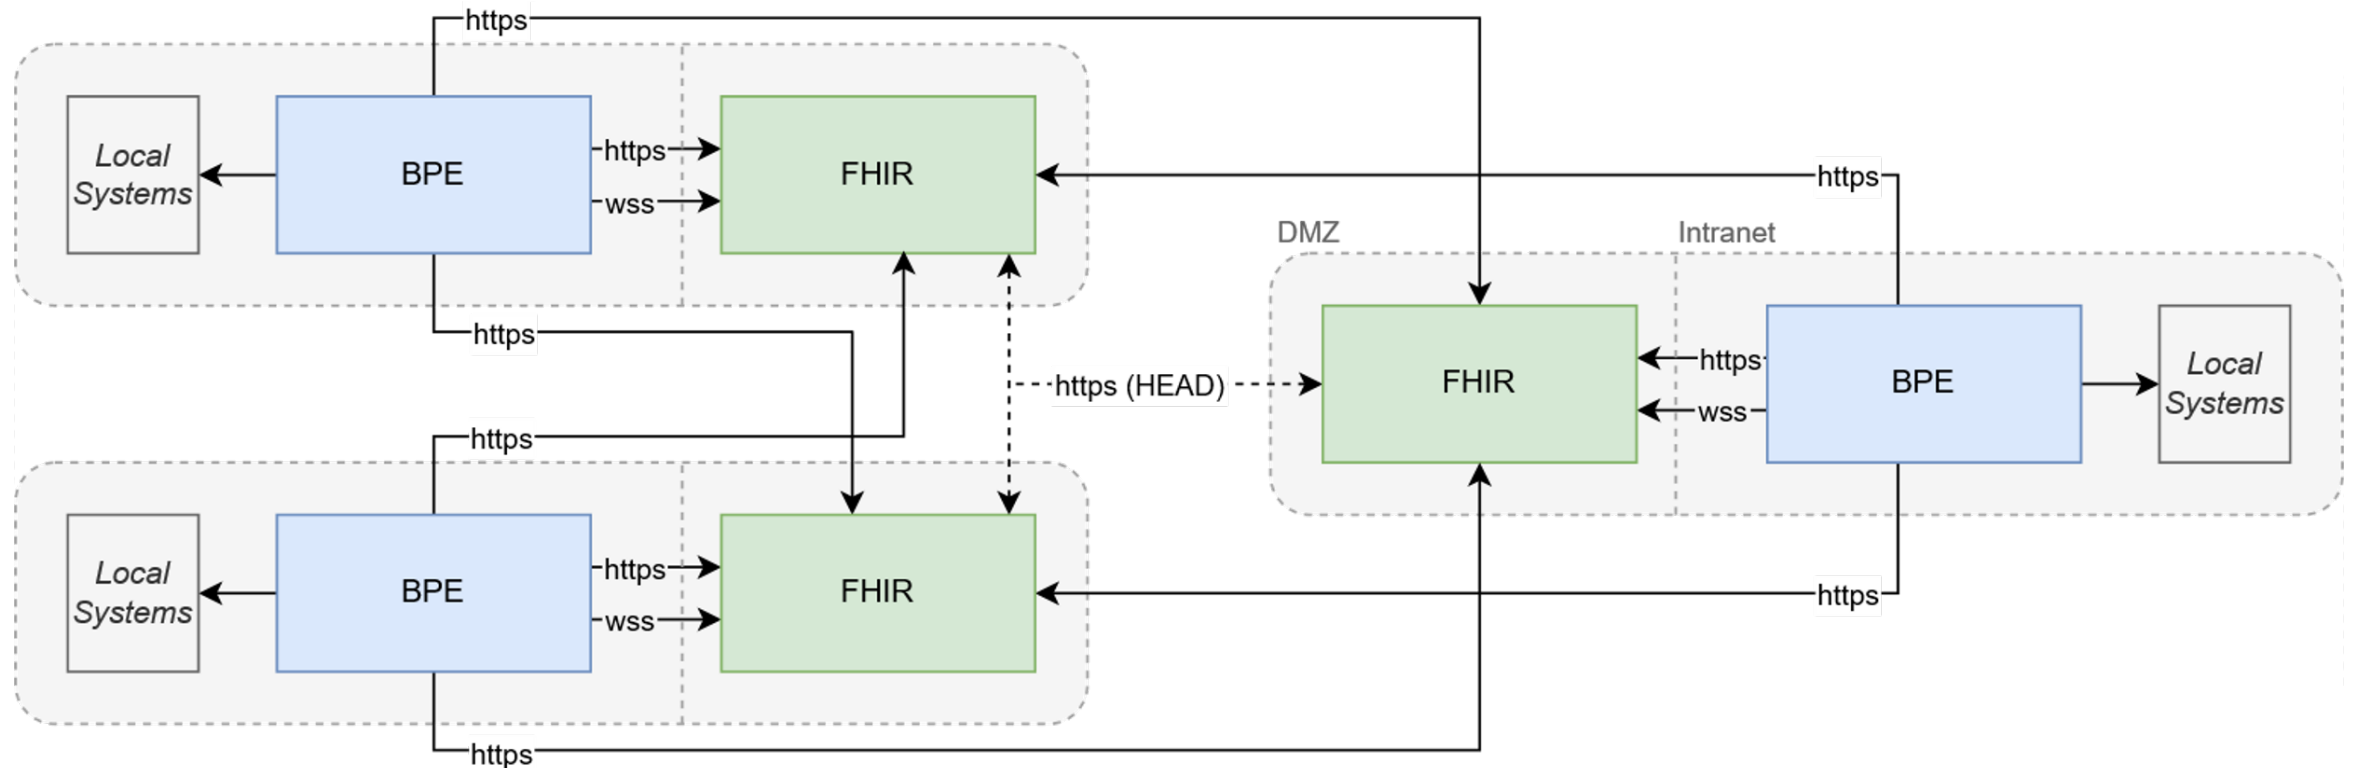 https
Local
Systems
BPE
https
wss
FHIR
https
DMZ
Intranet
https
https (HEAD)
FHIR
https
wss
BPE
Local
Systems
https
Local
Systems
BPE
https
wss
FHIR
https
https